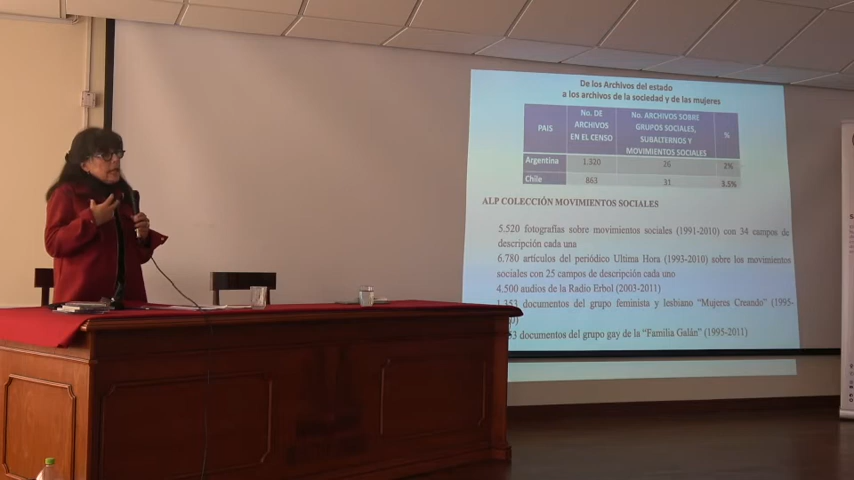 De los Archivos del estado
a los archivos de la sociedad y de las mujeres
PAIS
No. DE ARCHIVOS EN EL CENSO
No. ARCHIVOS SOBRE GRUPOS SOCIALES, SUBALTERNOS Y MOVIMIENTOS SOCIALES
%
Argentina 1.320 26 2%
Chile 863 31 3.5%
ALP COLECCIÓN MOVIMIENTOS SOCIALES
5.520 fotografías sobre movimientos sociales (1991-2010) con 34 campos de
descripción cada una
6.780 artículos del periódico Ultima Hora (1993-2010) sobre los movimientos
sociales con 25 campos de descripción cada uno
4.500 audios de la Radio Erbol (2003-2011)
1.353 documentos del grupo feminista y lesbiano "Mujeres Creando" (1995-
documentos del grupo gay de la "Familia Galán" (1995-2011)